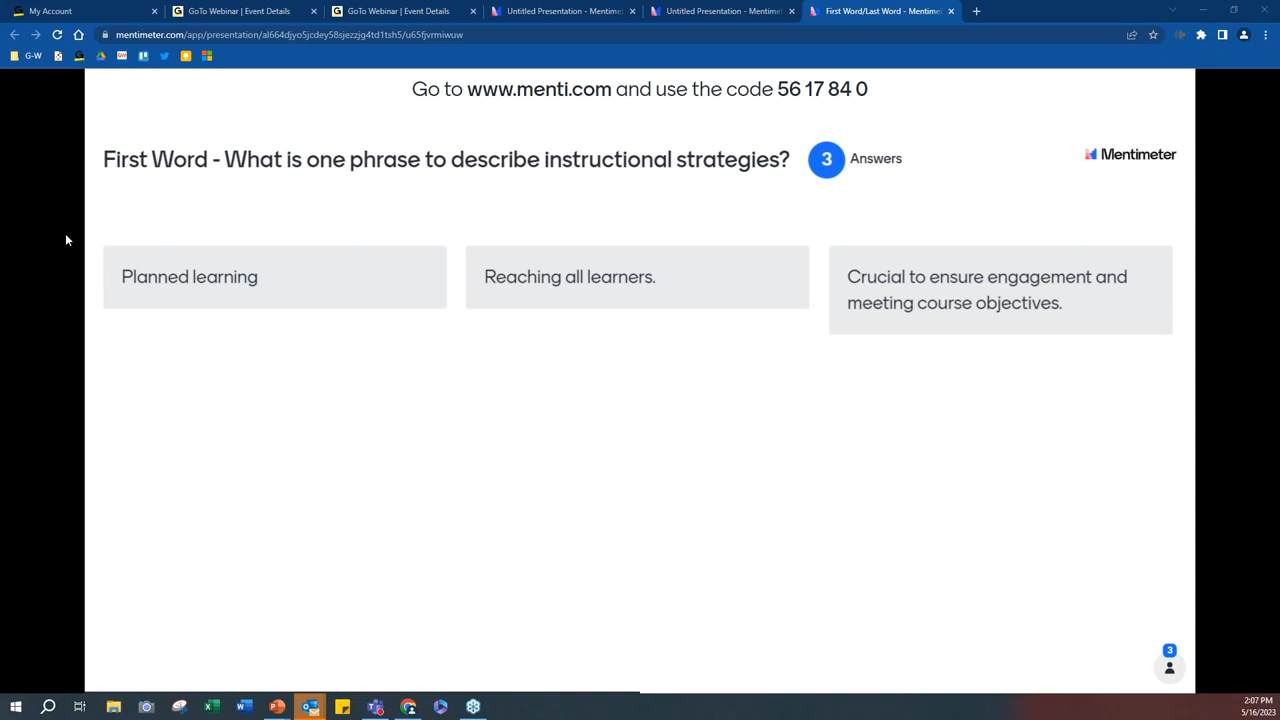 My Account
GoTo Webinar | Event Details
GoTo Webinar | Event Details
Untitled Presentation - Mentimet
Untitled Presentation - Mentimet
First Word/Last Word - Mentimet
mentimeter.com/app/presentation/al664djyo5jcdey58sjezzjg4td1tsh5/u65fjvrmiwuw
G-W
Go to www.menti.com and use the code 56 17 84 0
First Word - What is one phrase to describe instructional strategies?
3 Answers
Mentimeter
Planned learning
Reaching all learners.
Crucial to ensure engagement and
meeting course objectives.
3
2:07 PM
5/16/2023